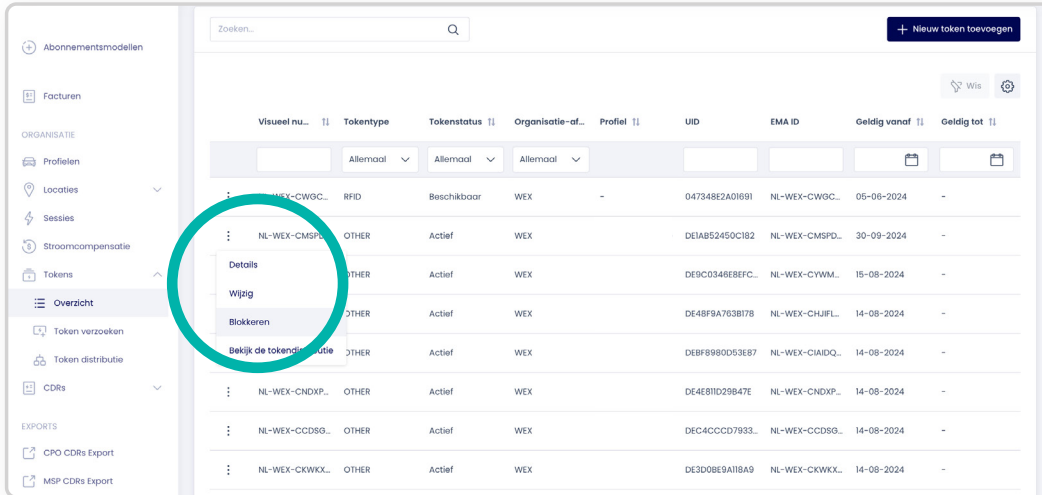 Zoeken...
Nieuw token toevoegen
Abonnementsmodellen
Facturen
ORGANISATIE
Profielen
Locaties
Sessies
Stroomcompensatie
Tokens
Overzicht
Token verzoeken
Token distributie
CDRs
EXPORTS
CPO CDRs Export
MSP CDRs Export
Wis
Visueel nu... Tokentype Tokenstatus Organisatie-af... Profiel UID EMA ID Geldig vanaf Geldig tot
Allemaal Allemaal Allemaal
NL-WEX-CWGC... RFID Beschikbaar WEX - 047348E2A01691 NL-WEX-CWGC... 05-06-2024 -
NL-WEX-CMSPD... OTHER Actief WEX DE1AB52450C182 NL-WEX-CMSPD... 30-09-2024 -
OTHER Actief WEX DE9C0346E8EFC... NL-WEX-CYWM... 15-08-2024 -
OTHER Actief WEX DE48F9A763B178 NL-WEX-CHJIFL... 14-08-2024 -
OTHER Actief WEX DEBF8980D53E87 NL-WEX-CIAIDQ... 14-08-2024 -
NL-WEX-CNDXP... OTHER Actief WEX DE4E811D29B47E NL-WEX-CNDXP... 14-08-2024 -
NL-WEX-CCDSG... OTHER Actief WEX DEC4CCCD7933... NL-WEX-CCDSG... 14-08-2024 -
NL-WEX-CKWKX... OTHER Actief WEX DE3D0BE9A118A9 NL-WEX-CKWKX... 14-08-2024 -
Details
Wijzig
Blokkeren
Bekijk de tokendistributie